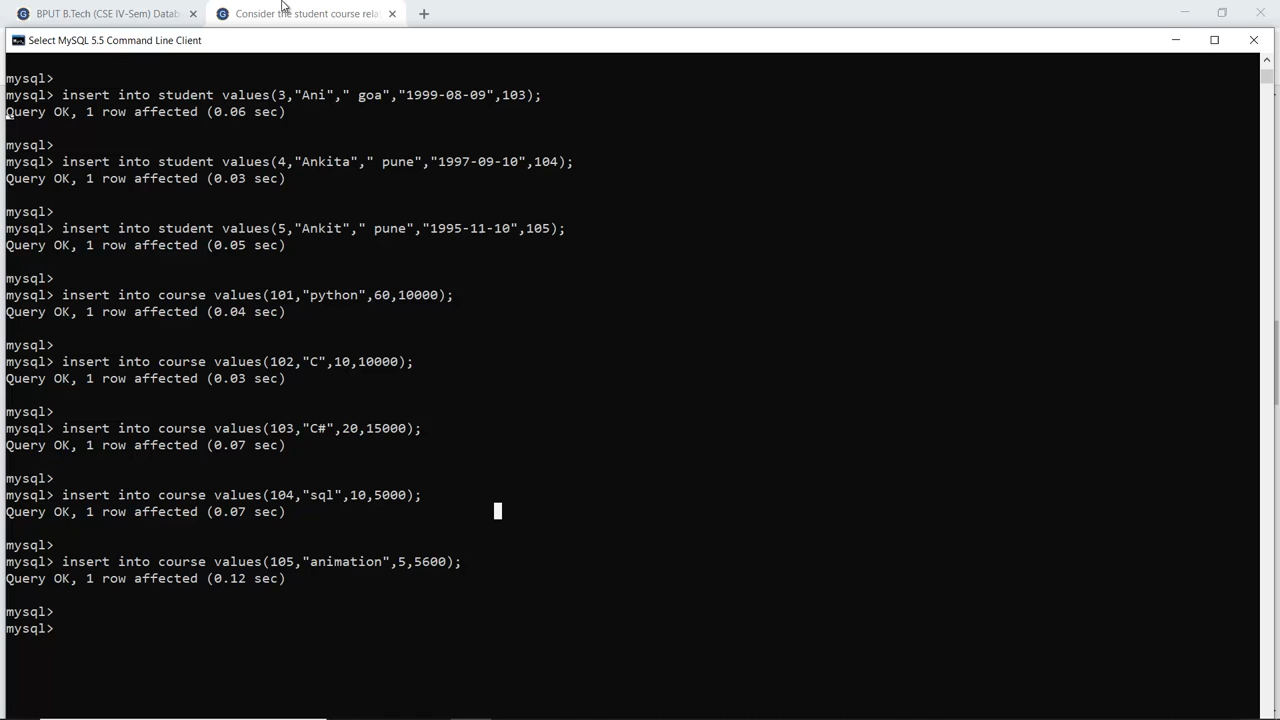 BPUT B.Tech (CSE IV-Sem) Datab
Consider the student course rela
Select MySQL 5.5 Command Line Client
mysql>
mysql> insert into student values(3,"Ani"," goa","1999-08-09",103);
Query OK, 1 row affected (0.06 sec)
mysql>
mysql> insert into student values(4,"Ankita"," pune","1997-09-10",104);
Query OK, 1 row affected (0.03 sec)
mysql>
mysql> insert into student values(5,"Ankit"," pune","1995-11-10",105);
Query OK, 1 row affected (0.05 sec)
mysql>
mysql> insert into course values(101,"python",60,10000);
Query OK, 1 row affected (0.04 sec)
mysql>
mysql> insert into course values(102,"C",10,10000);
Query OK, 1 row affected (0.03 sec)
mysql>
mysql> insert into course values(103,"C#",20,15000);
Query OK, 1 row affected (0.07 sec)
mysql>
mysql> insert into course values(104,"sql",10,5000);
Query OK, 1 row affected (0.07 sec)
mysql>
mysql> insert into course values(105,"animation",5,5600);
Query OK, 1 row affected (0.12 sec)
mysql>
mysql>